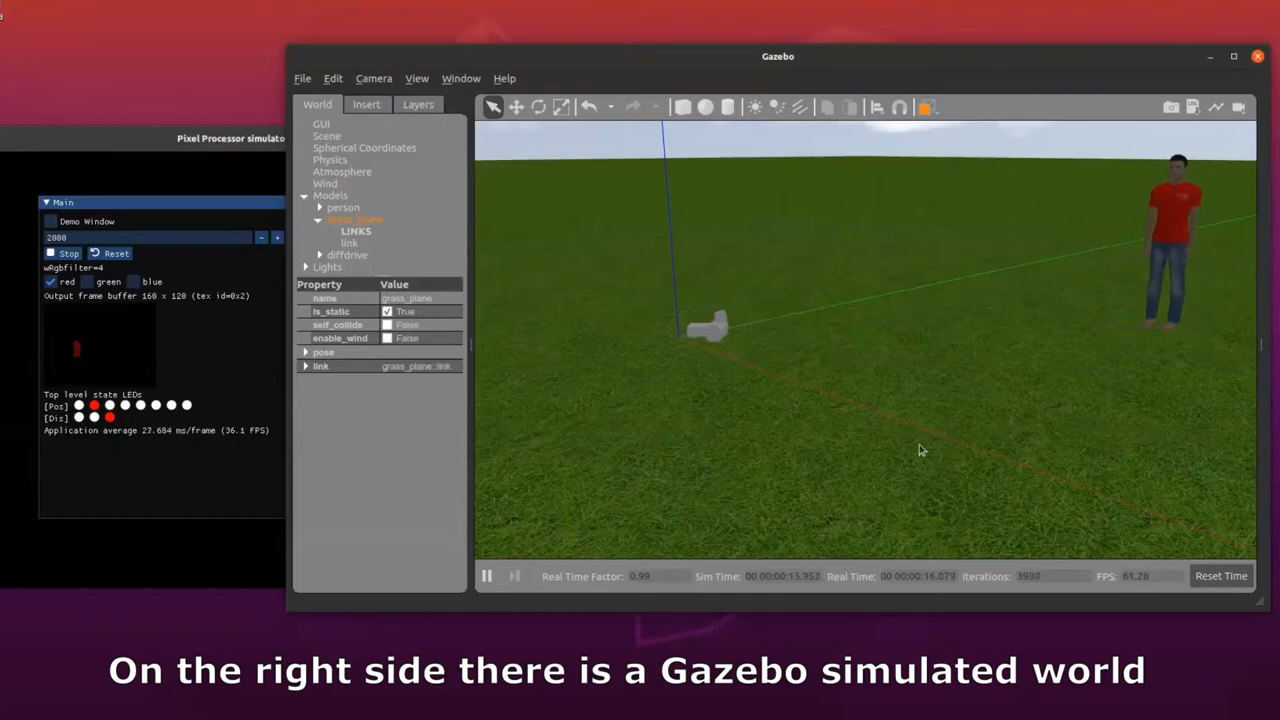 Gazebo
File Edit Camera View Window Help
World Insert Layers
GUI
Scene
Spherical Coordinates
Physics
Atmosphere
Wind
Models
person
grass_plane
LINKS
link
diffdrive
Lights
Property Value
name grass_plane
is_static True
self_collide False
enable_wind False
pose
link grass_plane::link
Pixel Processor simulato
Main
Demo Window
2000 - +
Stop Reset
wRgbfilter=4
red green blue
Output frame buffer 160 x 120 (tex id=0x2)
Top level state LEDs
[Pos]
[Dis]
Application average 27.684 ms/frame (36.1 FPS)
Real Time Factor: 0.99 Sim Time: 00 00:00:15.952 Real Time: 00 00:00:16.079 Iterations: 3988 FPS: 61.28 Reset Time
On the right side there is a Gazebo simulated world